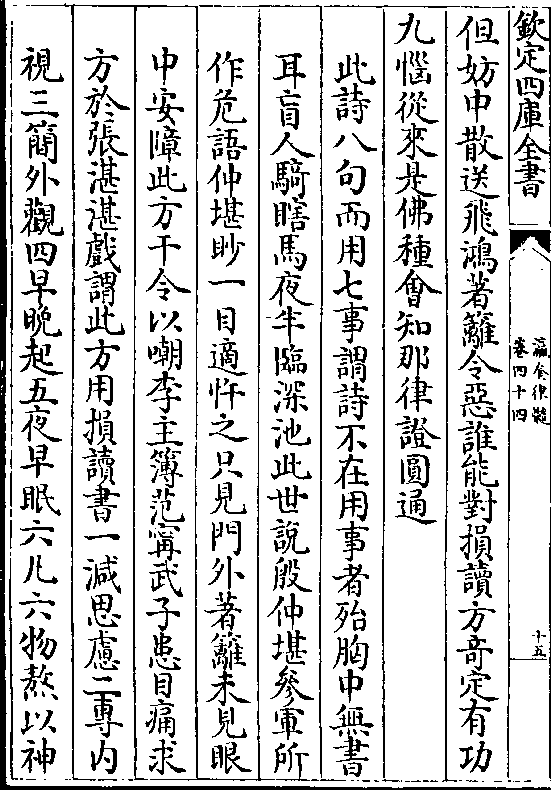 欽定四庫全書
瀛奎律髓
卷四十四
十五
但妨中散送飛鴻著籬令惡誰能對損讀方奇定有功
九惱從來是佛種會知那律證圓通
此詩八句而用七事謂詩不在用事者殆胸中無書
耳盲人騎瞎馬夜半臨深池此世說殷仲堪參軍所
作危語仲堪眇一目適忤之只見門外著籬未見眼
中安障此方干令以嘲李主簿范寗武子患目痛求
方於張湛湛戲謂此方用損讀書一減思慮二專内
視三簡外觀四早晚起五夜早眠六凡六物熬以神